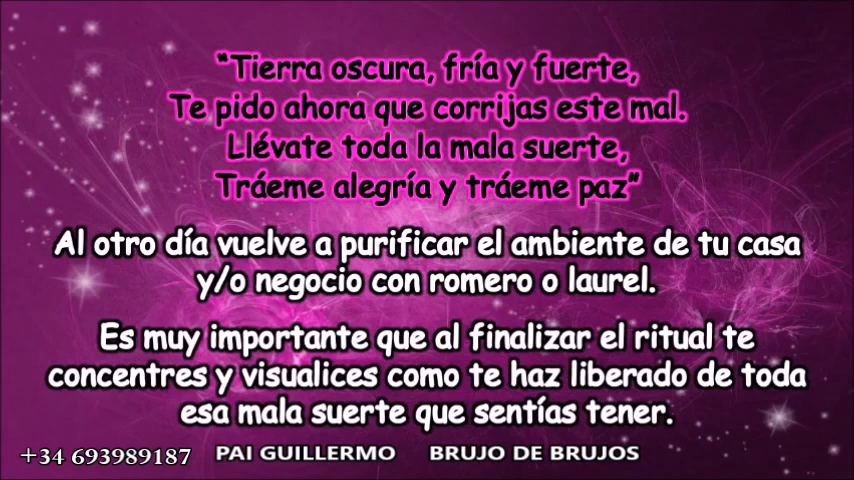 “Tierra oscura, fría y fuerte,
Te pido ahora que corrijas este mal.
Llévate toda la mala suerte,
Tráeme alegría y tráeme paz”
Al otro día vuelve a purificar el ambiente de tu casa
y/o negocio con romero o laurel.
Es muy importante que al finalizar el ritual te
concentres y visualices como te haz liberado de toda
esa mala suerte que sentías tener.
+34 693989187 PAI GUILLERMO BRUJO DE BRUJOS